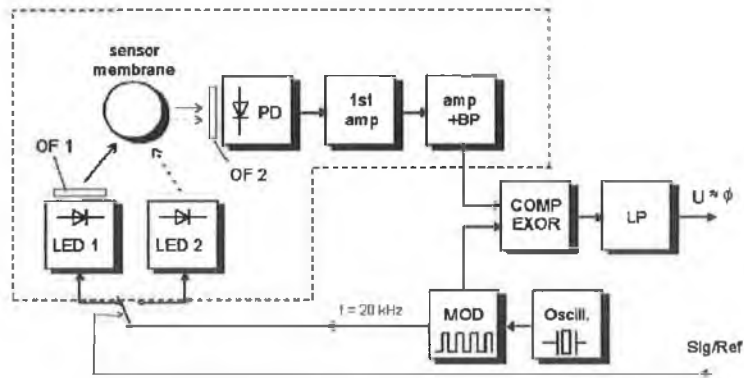 sensor
membrane
OF 1
PD
1st
amp
amp
+BP
OF 2
LED 1
LED 2
COMP
EXOR
LP
U ≈ ϕ
f = 20 kHz
MOD
Oscill.
Sig/Ref